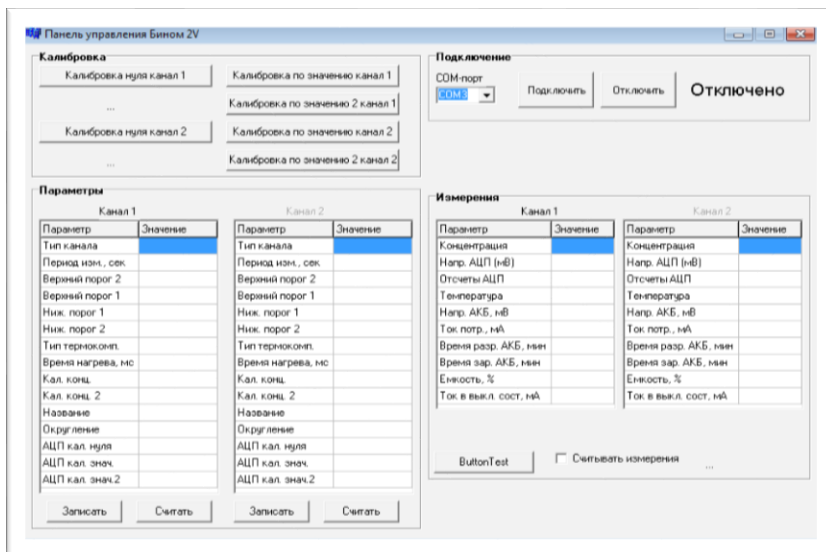 Панель управления Бином 2V
Калибровка
Калибровка нуля канал 1
Калибровка по значению канал 1
...
Калибровка по значению 2 канал 1
Калибровка нуля канал 2
Калибровка по значению канал 2
...
Калибровка по значению 2 канал 2
Подключение
COM-порт
COM3
Подключить
Отключить
Отключено
Параметры
Канал 1
Параметр Значение
Тип канала
Период изм., сек
Верхний порог 2
Верхний порог 1
Ниж. порог 1
Ниж. порог 2
Тип термокомп.
Время нагрева, мс
Кал. конц.
Кал. конц. 2
Название
Округление
АЦП кал. нуля
АЦП кал. знач.
АЦП кал. знач.2
Записать Считать
Канал 2
Параметр Значение
Тип канала
Период изм., сек
Верхний порог 2
Верхний порог 1
Ниж. порог 1
Ниж. порог 2
Тип термокомп.
Время нагрева, мс
Кал. конц.
Кал. конц. 2
Название
Округление
АЦП кал. нуля
АЦП кал. знач.
АЦП кал. знач.2
Записать Считать
Измерения
Канал 1
Параметр Значение
Концентрация
Напр. АЦП (мВ)
Отсчеты АЦП
Температура
Напр. АКБ, мВ
Ток потр., мА
Время разр. АКБ, мин
Время зар. АКБ, мин
Емкость, %
Ток в выкл. сост, мА
Канал 2
Параметр Значение
Концентрация
Напр. АЦП (мВ)
Отсчеты АЦП
Температура
Напр. АКБ, мВ
Ток потр., мА
Время разр. АКБ, мин
Время зар. АКБ, мин
Емкость, %
Ток в выкл. сост, мА
ButtonTest
Считывать измерения
...